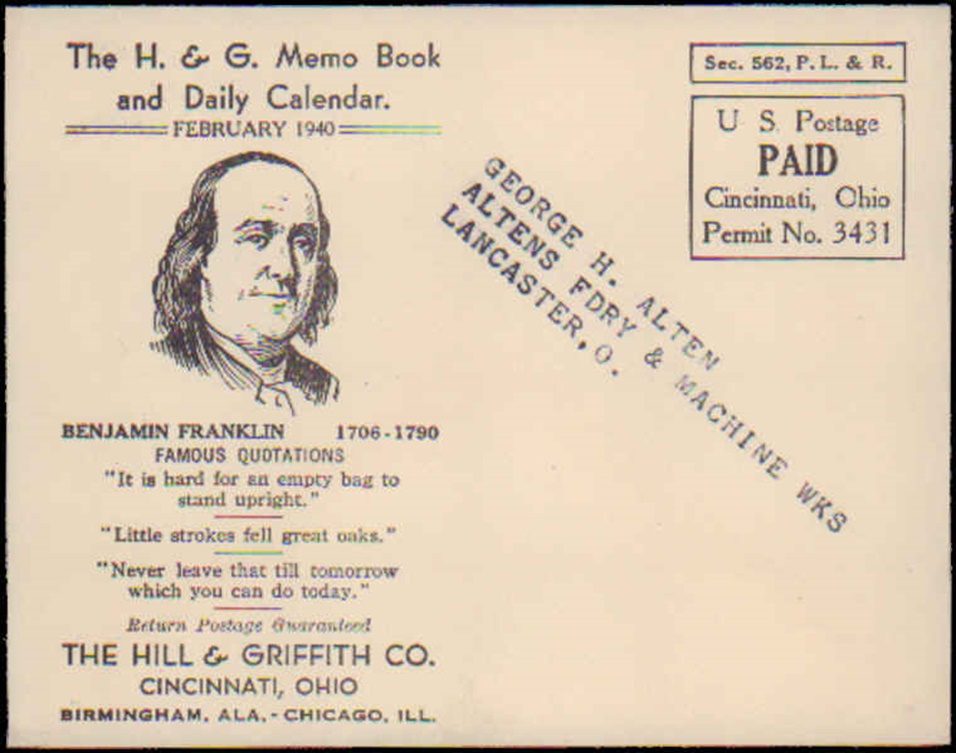 The H. & G. Memo Book
and Daily Calendar.
FEBRUARY 1940
BENJAMIN FRANKLIN 1706-1790
FAMOUS QUOTATIONS
"It is hard for an empty bag to
stand upright."
"Little strokes fell great oaks."
"Never leave that till tomorrow
which you can do today."
Return Postage Guaranteed
THE HILL & GRIFFITH CO.
CINCINNATI, OHIO
BIRMINGHAM, ALA.-CHICAGO, ILL.
Sec. 562, P. L. & R.
U S Postage
PAID
Cincinnati, Ohio
Permit No. 3431
GEORGE H. ALTEN
ALTENS FDRY & MACHINE WKS
LANCASTER, O.